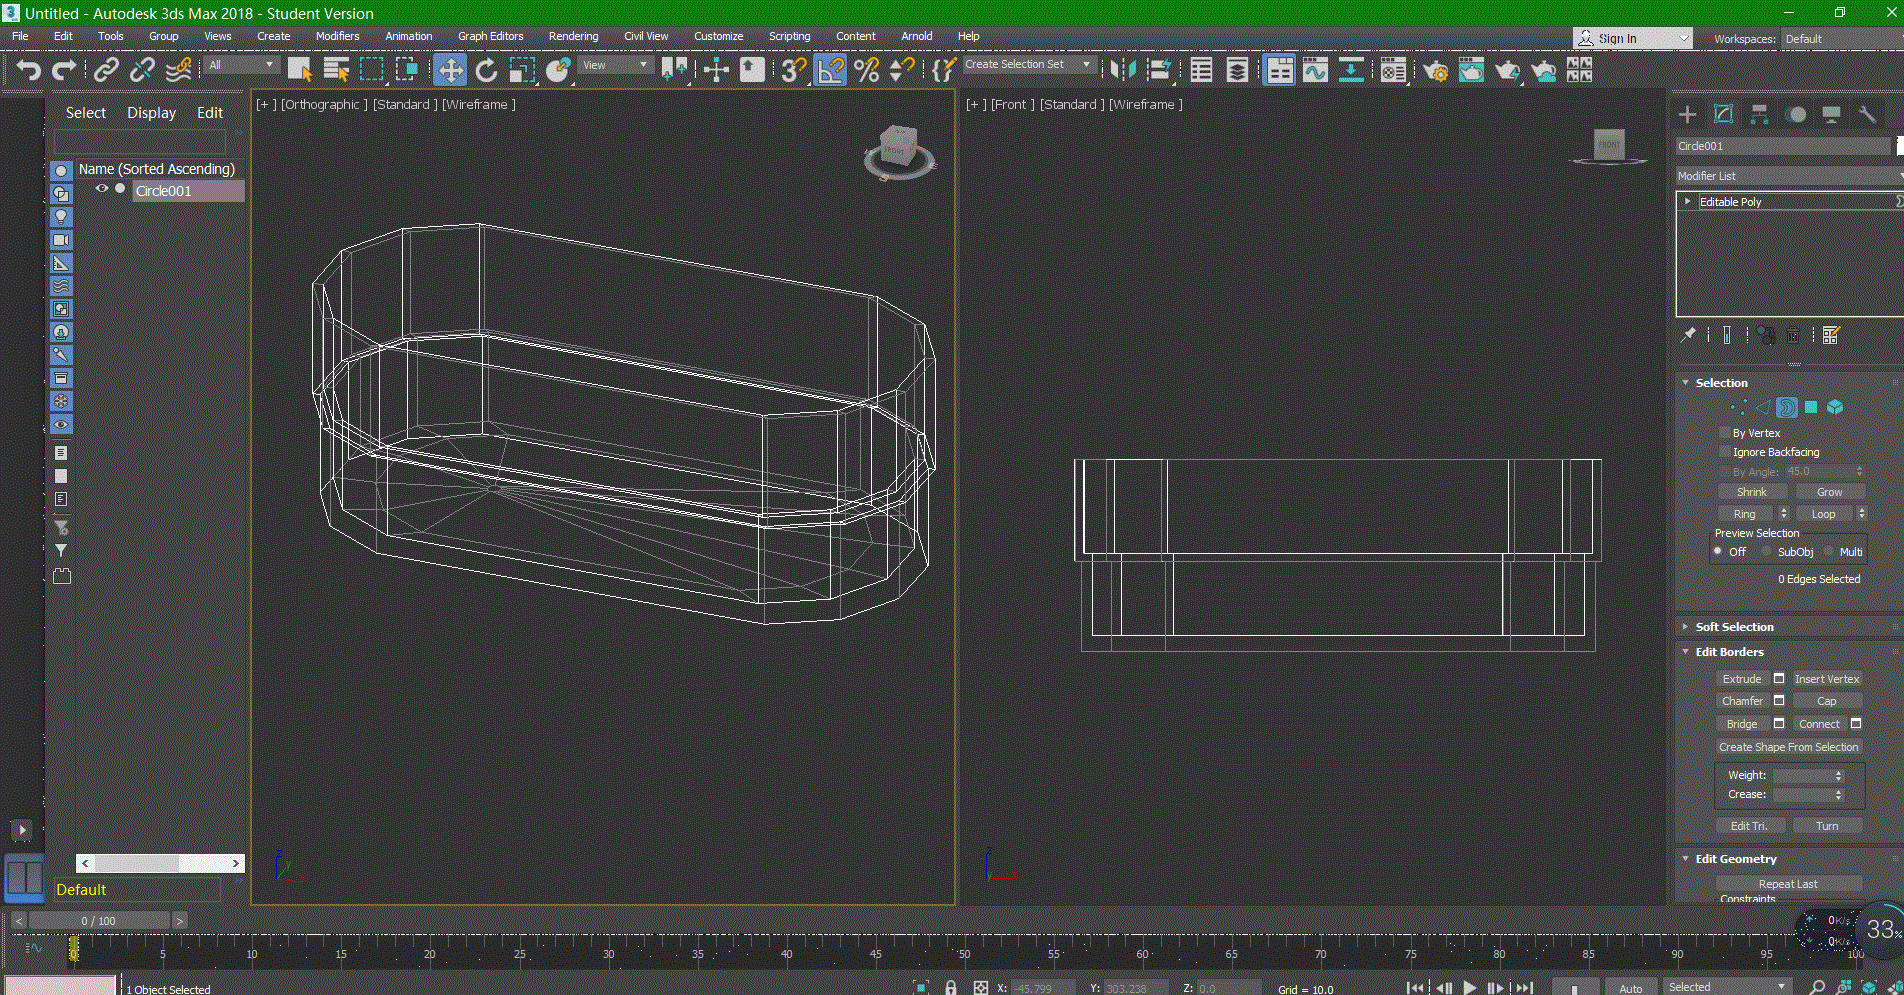 Untitled - Autodesk 3ds Max 2018 - Student Version
File Edit Tools Group Views Create Modifiers Animation Graph Editors Rendering Civil View Customize Scripting Content Arnold Help
Sign In
Workspaces: Default
All
View
Create Selection Set
Select Display Edit
Name (Sorted Ascending)
Circle001
[+ ] [Orthographic ] [Standard ] [Wireframe ]
FRONT
[+ ] [Front ] [Standard ] [Wireframe ]
FRONT
Circle001
Modifier List
Editable Poly
Selection
By Vertex
Ignore Backfacing
By Angle: 45.0
Shrink Grow
Ring Loop
Preview Selection
Off SubObj Multi
0 Edges Selected
Soft Selection
Edit Borders
Extrude Insert Vertex
Chamfer Cap
Bridge Connect
Create Shape From Selection
Weight:
Crease:
Edit Tri. Turn
Edit Geometry
Repeat Last
Constraints
Default
< 0 / 100 >
0K/s
0K/s
33%
0 5 10 15 20 25 30 35 40 45 50 55 60 65 70 75 80 85 90 95 100
1 Object Selected
X: -45.799 Y: 303.238 Z: 0.0 Grid = 10.0
Auto Selected